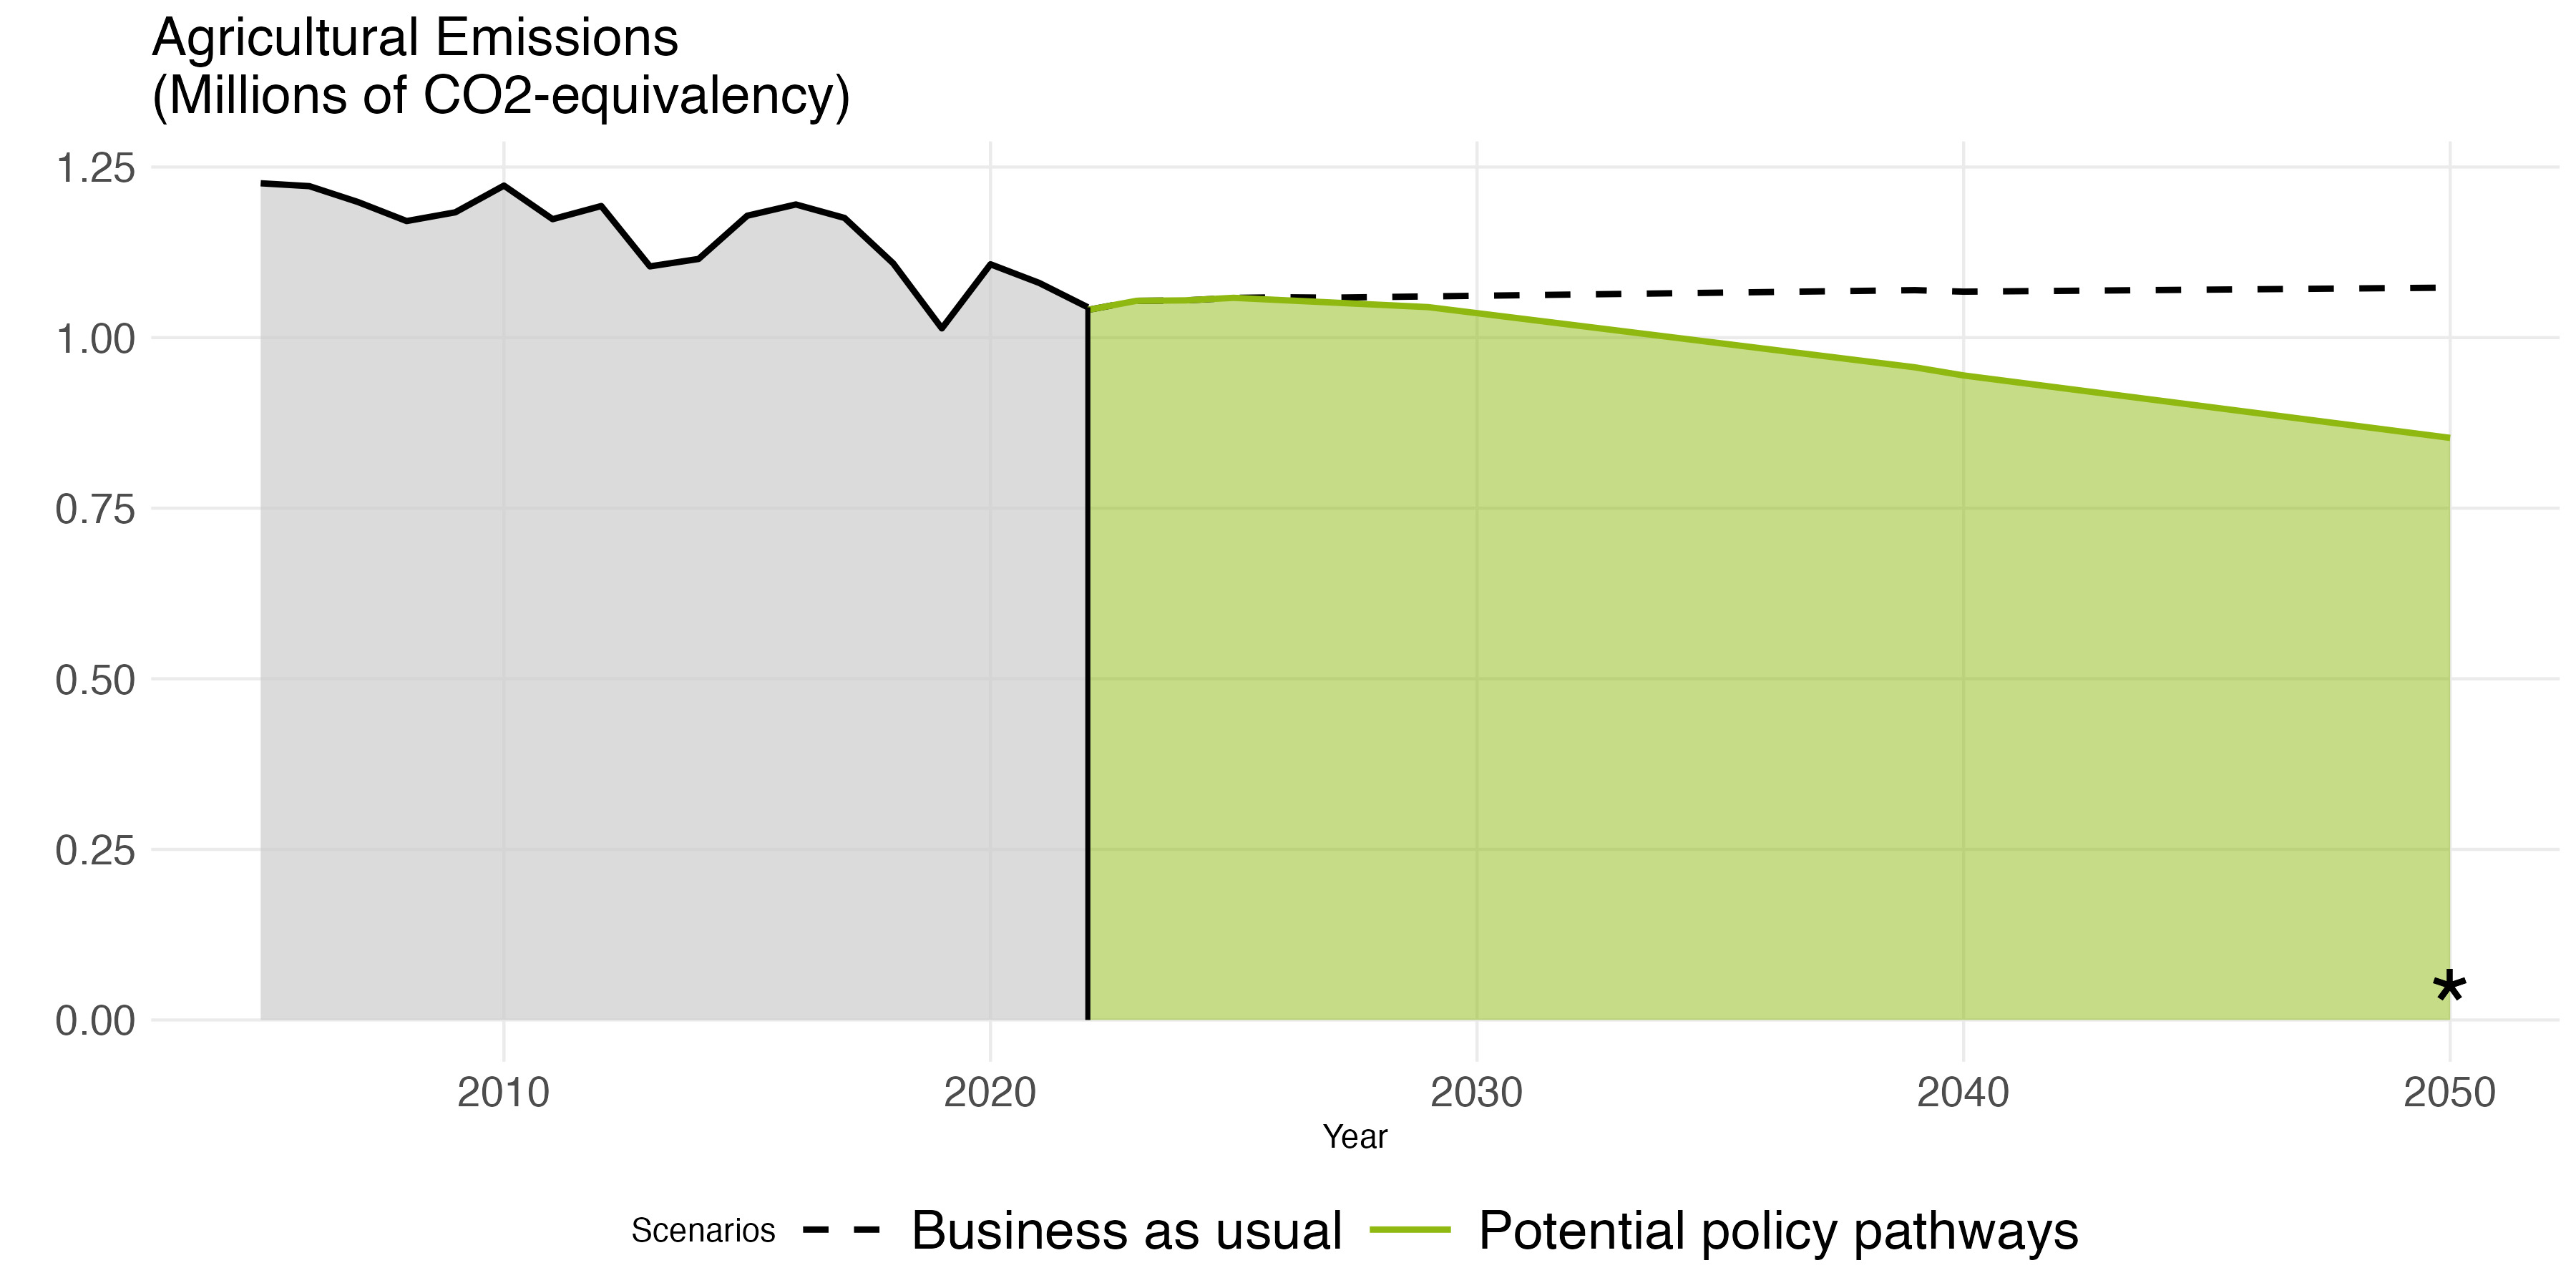 Agricultural Emissions
(Millions of CO2-equivalency)
1.25
1.00
0.75
0.50
0.25
0.00
*
2010 2020 2030 2040 2050
Year
Scenarios Business as usual Potential policy pathways